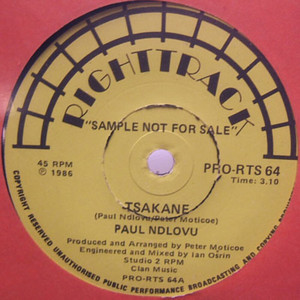 RIGHTTRACK
"SAMPLE NOT FOR SALE"
45 RPM
℗ 1986
PRO-RTS 64
Time: 3.10
TSAKANE
(Paul Ndlovu/Peter Moticoe)
PAUL NDLOVU
Produced and Arranged by Peter Moticoe
Engineered and Mixed by Ian Osrin
Studio 2 RPM
Clan Music
PRO-RTS 64A
COPYRIGHT RESERVED UNAUTHORISED PUBLIC PERFORMANCE BROADCASTING AND COPYING